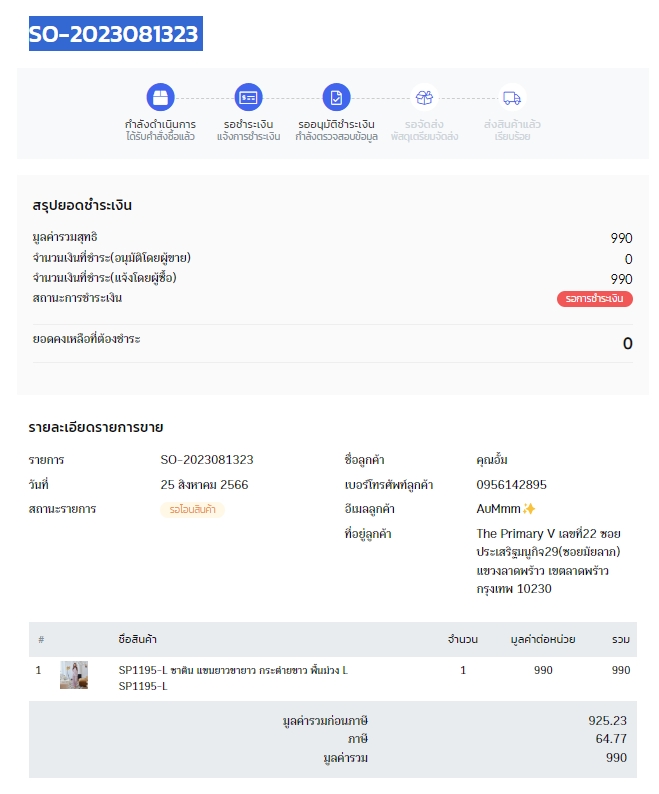 SO-2023081323
กำลังดำเนินการ
ได้รับคำสั่งซื้อแล้ว
รอชำระเงิน
แจ้งการชำระเงิน
รออนุมัติชำระเงิน
กำลังตรวจสอบข้อมูล
รอจัดส่ง
พัสดุเตรียมจัดส่ง
ส่งสินค้าแล้ว
เรียบร้อย
สรุปยอดชำระเงิน
มูลค่ารวมสุทธิ 990
จำนวนเงินที่ชำระ(อนุมัติโดยผู้ขาย) 0
จำนวนเงินที่ชำระ(แจ้งโดยผู้ซื้อ) 990
สถานะการชำระเงิน รอการชำระเงิน
ยอดคงเหลือที่ต้องชำระ 0
รายละเอียดรายการขาย
รายการ SO-2023081323
วันที่ 25 สิงหาคม 2566
สถานะรายการ รอโอนสินค้า
ชื่อลูกค้า คุณอั้ม
เบอร์โทรศัพท์ลูกค้า 0956142895
อีเมลลูกค้า AuMmm✨
ที่อยู่ลูกค้า The Primary V เลขที่22 ซอย
ประเสริฐมนูกิจ29(ซอยมัยลาภ)
แขวงลาดพร้าว เขตลาดพร้าว
กรุงเทพ 10230
# ชื่อสินค้า จำนวน มูลค่าต่อหน่วย รวม
1 SP1195-L ซาติน แขนยาวขายาว กระต่ายขาว พื้นม่วง L 1 990 990
SP1195-L
มูลค่ารวมก่อนภาษี 925.23
ภาษี 64.77
มูลค่ารวม 990